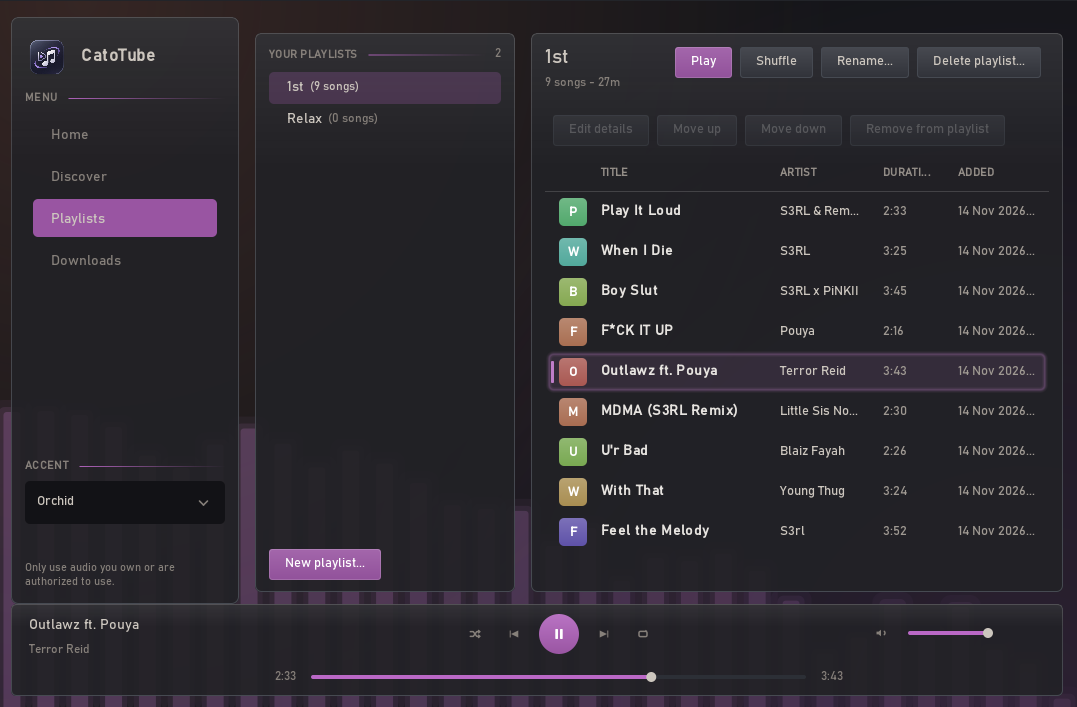 CatoTube
MENU
Home
Discover
Playlists
Downloads
ACCENT
Orchid
Only use audio you own or are
authorized to use.
YOUR PLAYLISTS 2
1st (9 songs)
Relax (0 songs)
New playlist...
1st
9 songs - 27m
Play Shuffle Rename... Delete playlist...
Edit details Move up Move down Remove from playlist
TITLE ARTIST DURATI... ADDED
P Play It Loud S3RL & Rem... 2:33 14 Nov 2026...
W When I Die S3RL 3:25 14 Nov 2026...
B Boy Slut S3RL x PiNKII 3:45 14 Nov 2026...
F F*CK IT UP Pouya 2:16 14 Nov 2026...
O Outlawz ft. Pouya Terror Reid 3:43 14 Nov 2026...
M MDMA (S3RL Remix) Little Sis No... 2:30 14 Nov 2026...
U U'r Bad Blaiz Fayah 2:26 14 Nov 2026...
W With That Young Thug 3:24 14 Nov 2026...
F Feel the Melody S3rl 3:52 14 Nov 2026...
Outlawz ft. Pouya
Terror Reid
2:33 3:43